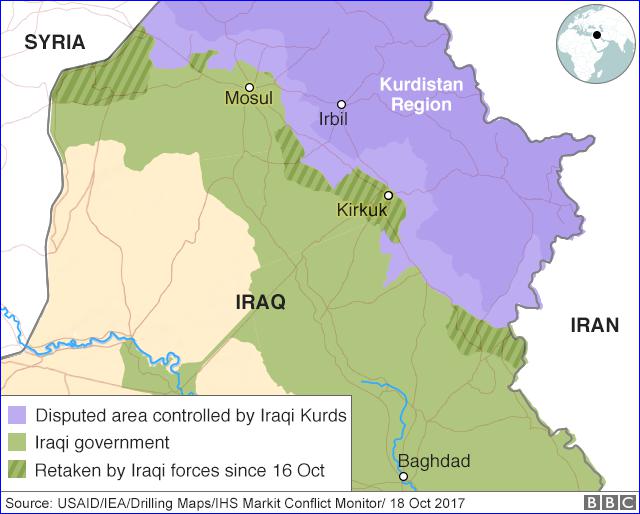 SYRIA
Kurdistan
Region
Mosul
Irbil
Kirkuk
IRAQ
IRAN
Baghdad
Disputed area controlled by Iraqi Kurds
Iraqi government
Retaken by Iraqi forces since 16 Oct
Source: USAID/IEA/Drilling Maps/IHS Markit Conflict Monitor/ 18 Oct 2017
BBC